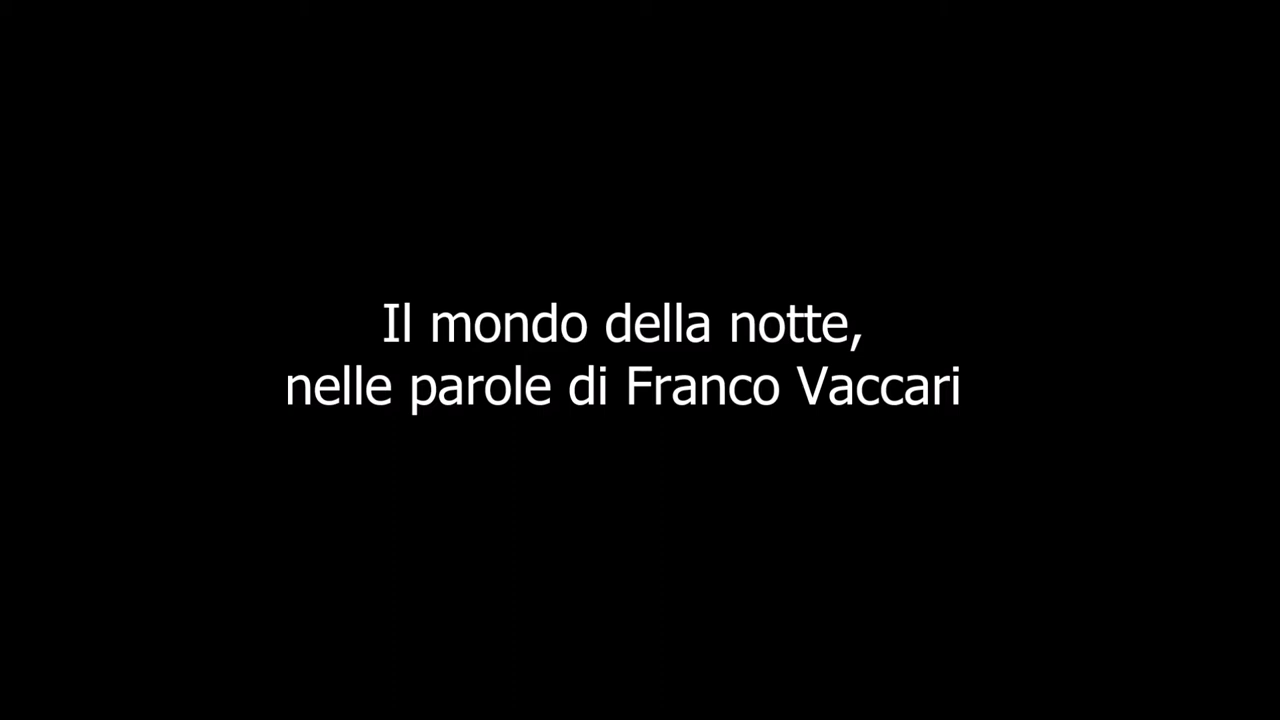 Il mondo della notte,
nelle parole di Franco Vaccari